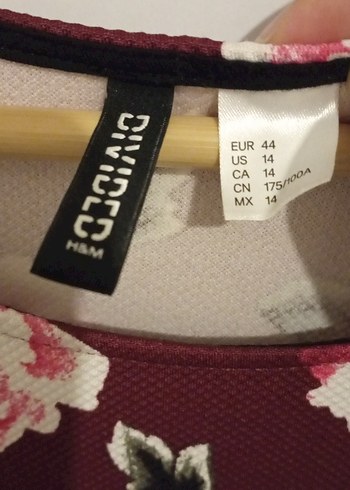 DIVIDED
H&M
EUR 44
US 14
CA 14
CN 175/100A
MX 14